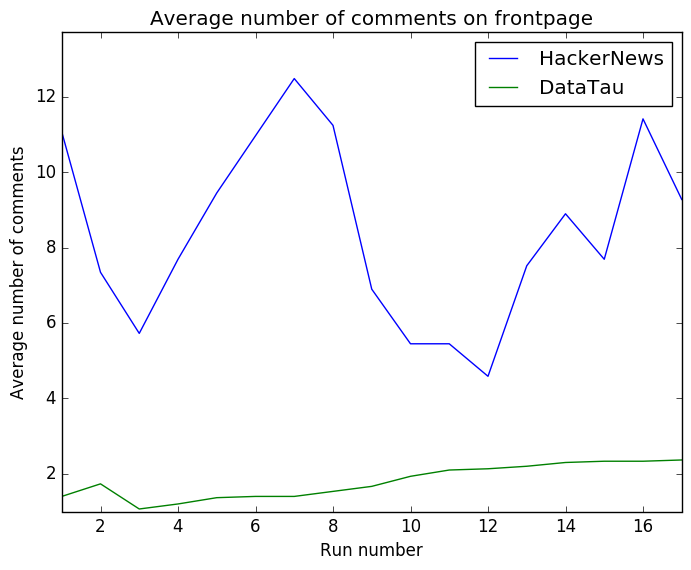 Average number of comments on frontpage
HackerNews
DataTau
Average number of comments
12
10
8
6
4
2
2 4 6 8 10 12 14 16
Run number